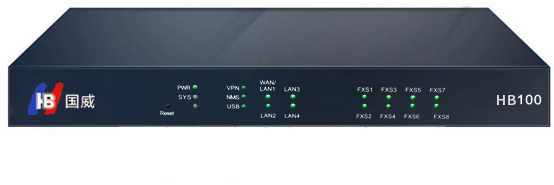 HB 国威
PWR
SYS
Reset
VPN
NMS
USB
WAN/
LAN1 LAN3
LAN2 LAN4
FXS1 FXS3 FXS5 FXS7
FXS2 FXS4 FXS6 FXS8
HB100